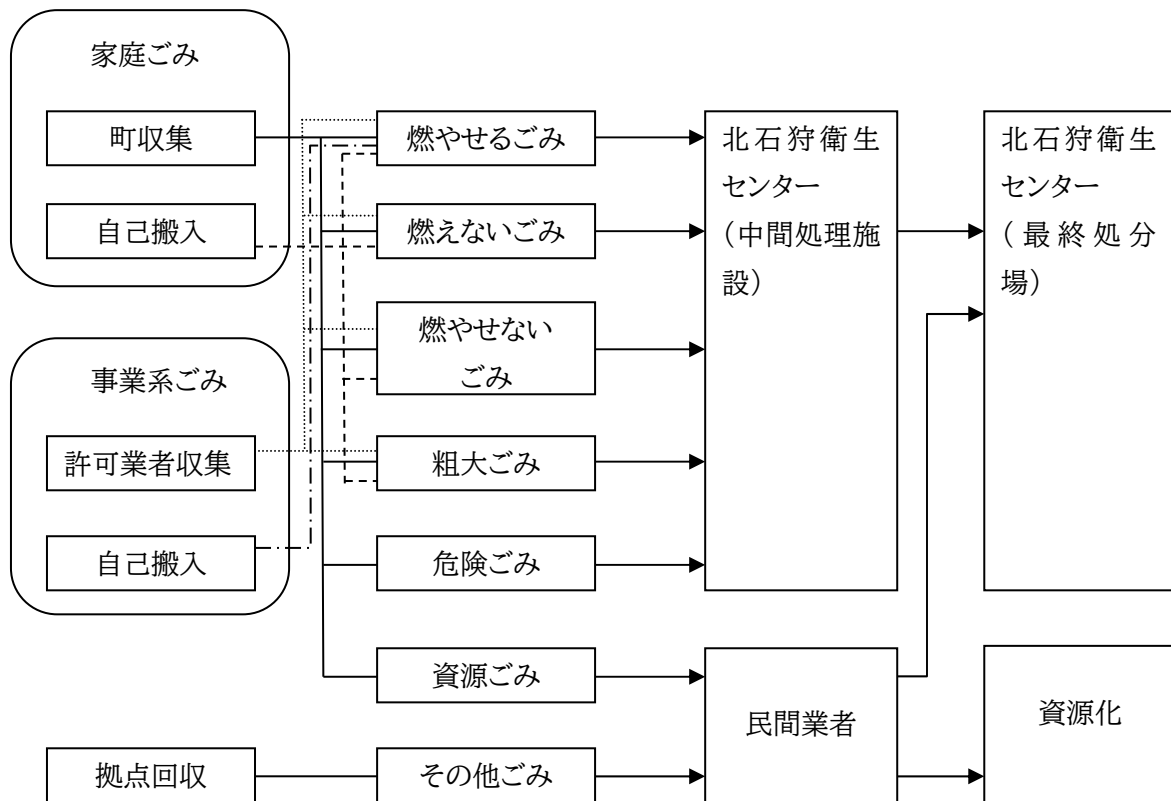 家庭ごみ
町収集
自己搬入
事業系ごみ
許可業者収集
自己搬入
拠点回収
燃やせるごみ
燃えないごみ
燃やせない
ごみ
粗大ごみ
危険ごみ
資源ごみ
その他ごみ
北石狩衛生
センター
（中間処理施
設）
民間業者
北石狩衛生
センター
（最終処分
場）
資源化